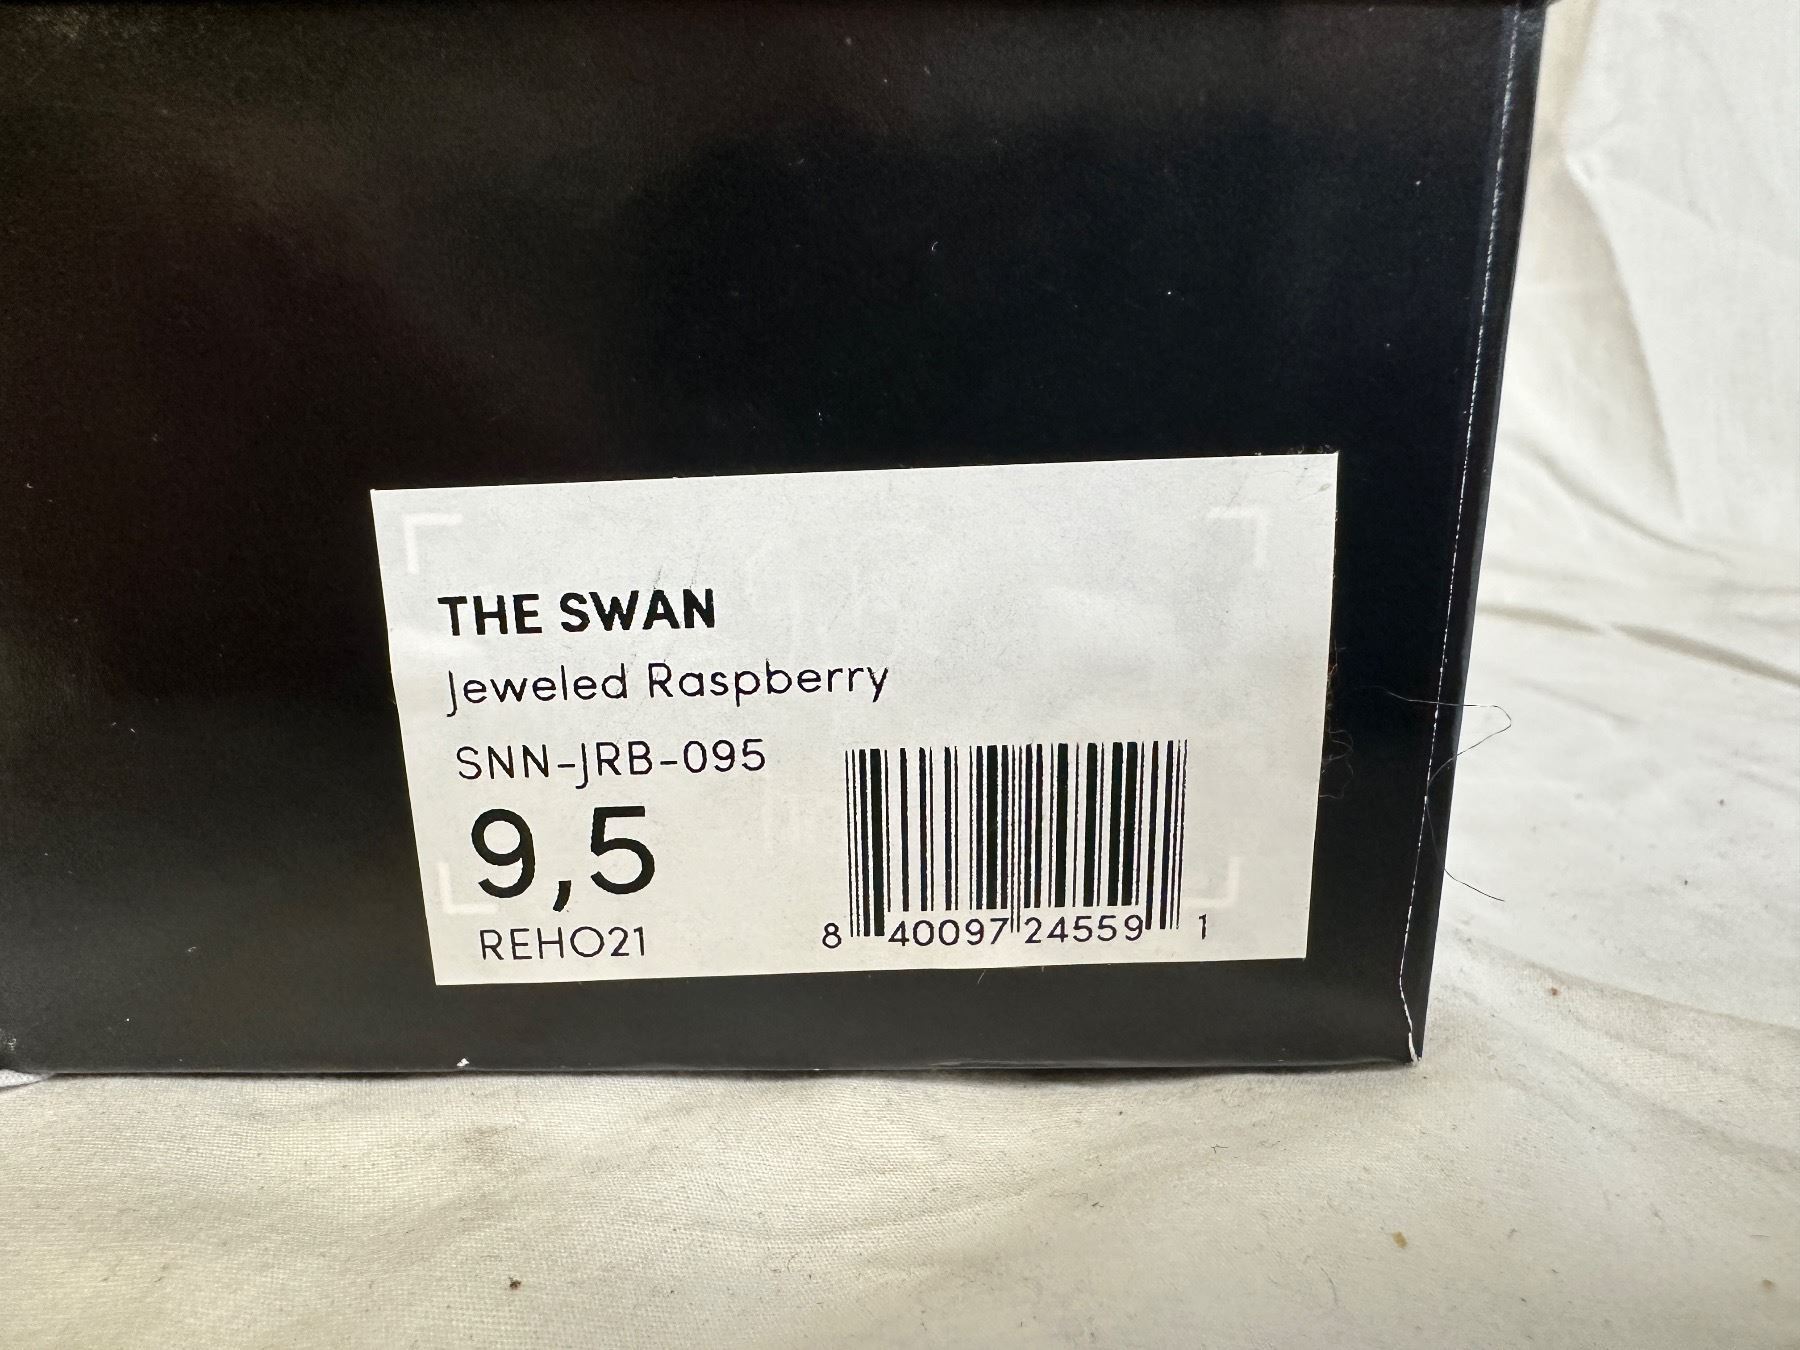 THE SWAN
Jeweled Raspberry
SNN-JRB-095
9,5
REHO21
8 40097 24559 1